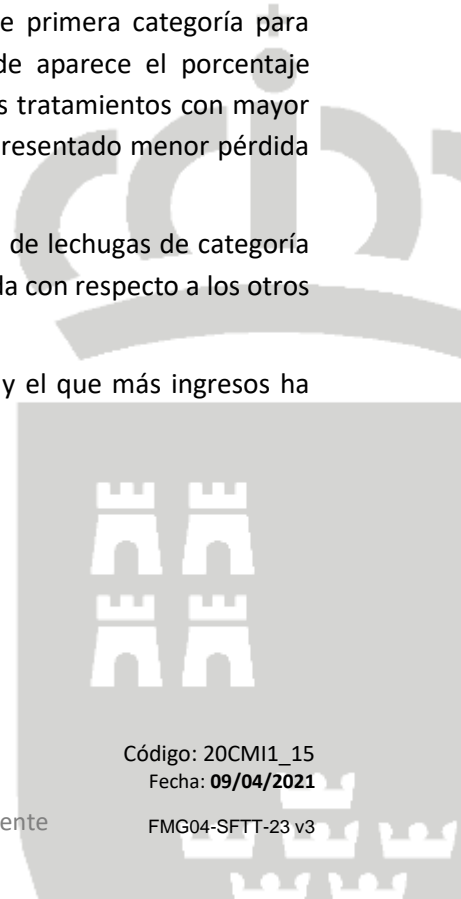 e primera categoría para
de aparece el porcentaje
s tratamientos con mayor
resentado menor pérdida
de lechugas de categoría
da con respecto a los otros
y el que más ingresos ha
Código: 20CMI1_15
Fecha: 09/04/2021
ente
FMG04-SFTT-23 v3